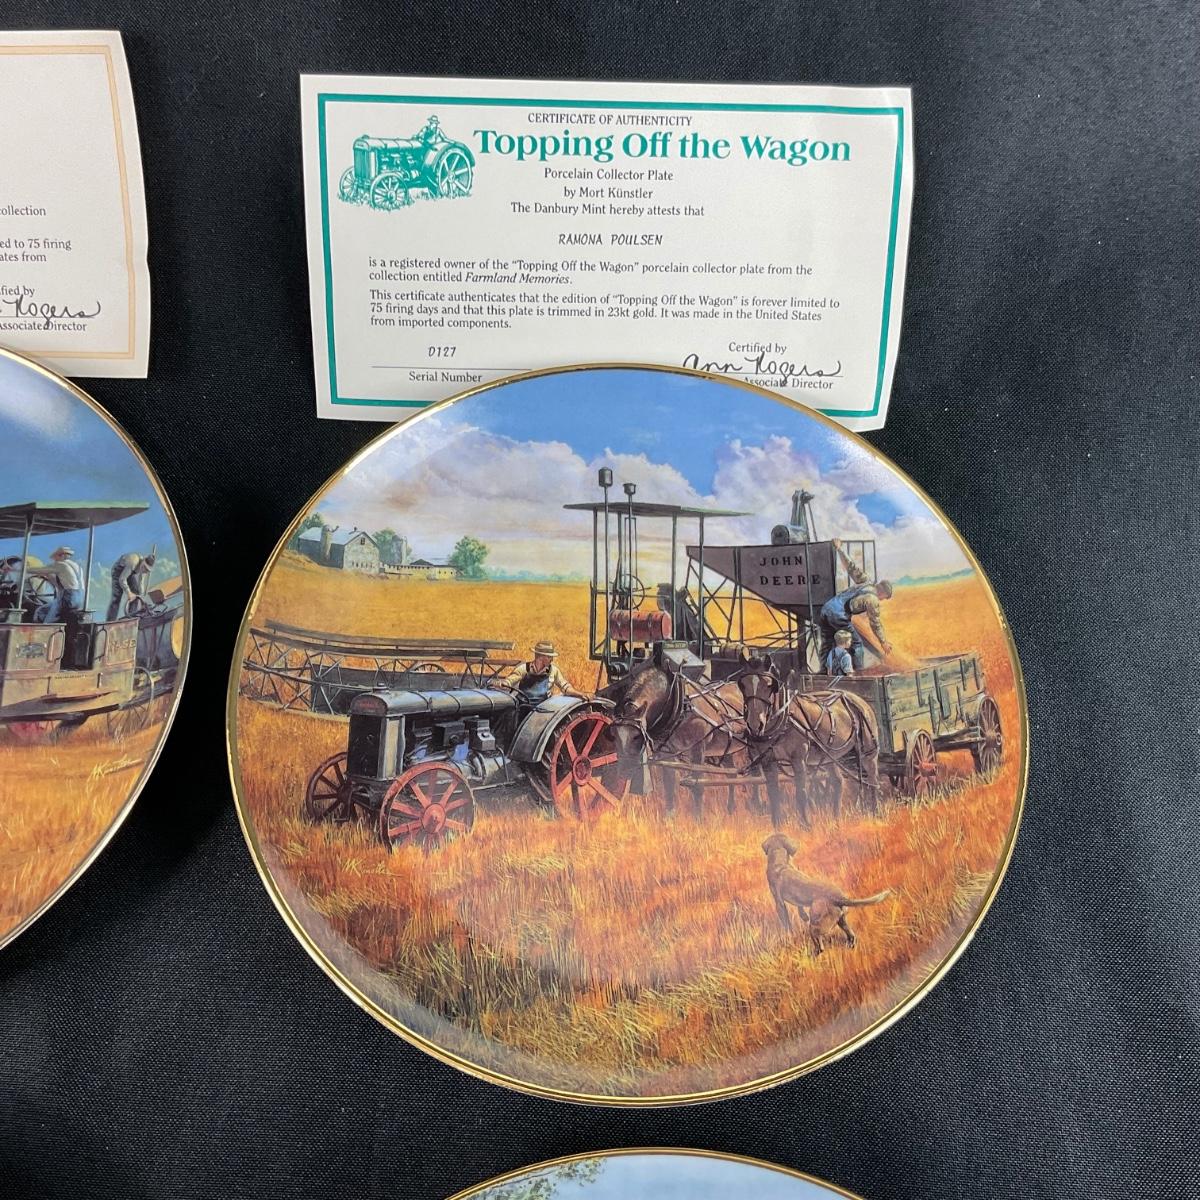 ollection
ed to 75 firing
ates from
fied by
Rogers
Associate Director
CERTIFICATE OF AUTHENTICITY
Topping Off the Wagon
Porcelain Collector Plate
by Mort Künstler
The Danbury Mint hereby attests that
RAMONA POULSEN
is a registered owner of the "Topping Off the Wagon" porcelain collector plate from the
collection entitled Farmland Memories.
This certificate authenticates that the edition of "Topping Off the Wagon" is forever limited to
75 firing days and that this plate is trimmed in 23kt gold. It was made in the United States
from imported components.
0127
Serial Number
Certified by
Ann Rogers
Associate Director
JOHN
DEERE
CASE
MKünstler
MKünstler